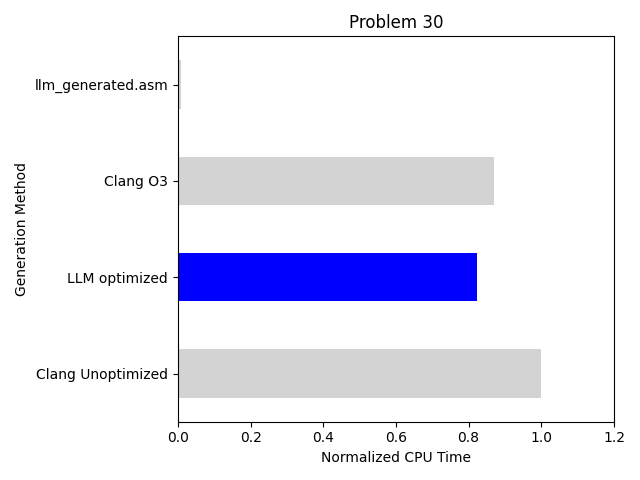 Problem 30
Generation Method
llm_generated.asm
Clang O3
LLM optimized
Clang Unoptimized
0.0 0.2 0.4 0.6 0.8 1.0 1.2
Normalized CPU Time